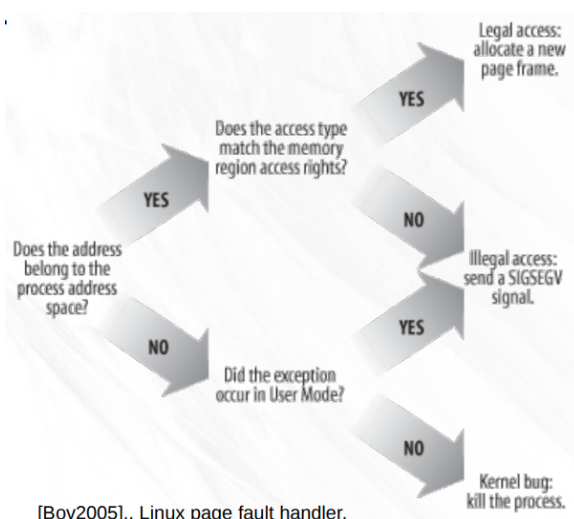 Legal access:
allocate a new
page frame.
YES
Does the access type
match the memory
region access rights?
YES
NO
Does the address
belong to the
process address
space?
Illegal access:
send a SIGSEGV
signal.
NO
YES
Did the exception
occur in User Mode?
NO
Kernel bug:
kill the process.
[Bov2005].. Linux page fault handler.